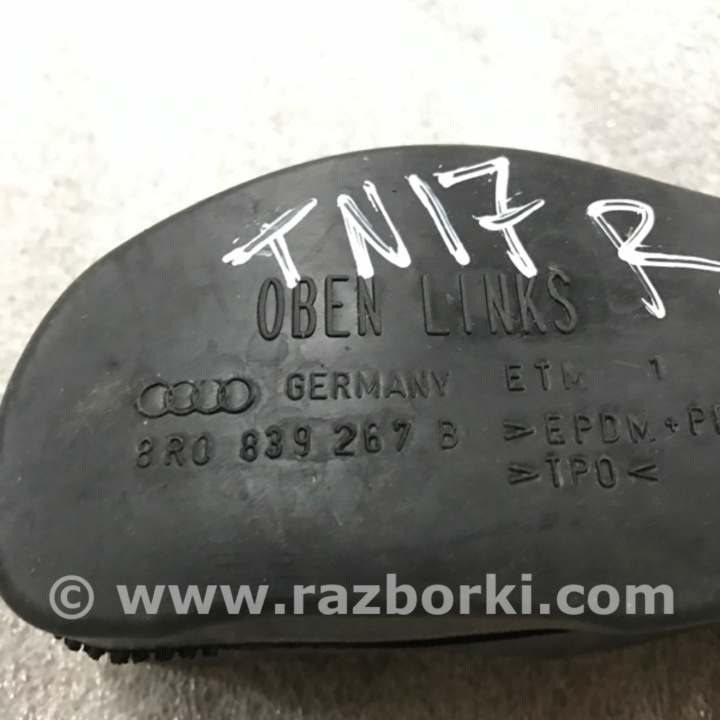 TN17 R
OBEN LINKS
GERMANY ETM 1
8R0 839 267 B >EPDM+P
>TPO<
© www.razborki.com